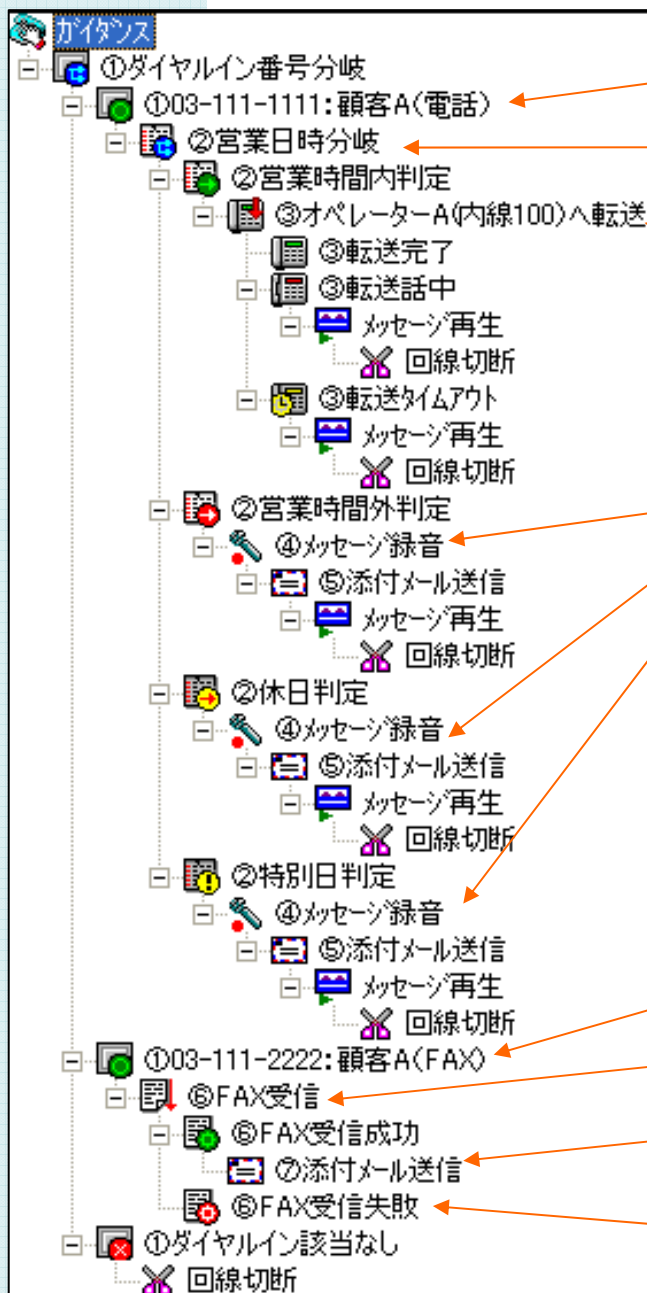 ガイダンス
①ダイヤルイン番号分岐
①03-111-1111:顧客A(電話)
②営業日時分岐
②営業時間内判定
③オペレーターA(内線100)へ転送
③転送完了
③転送話中
メッセージ再生
回線切断
③転送タイムアウト
メッセージ再生
回線切断
②営業時間外判定
④メッセージ録音
⑤添付メール送信
メッセージ再生
回線切断
②休日判定
④メッセージ録音
⑤添付メール送信
メッセージ再生
回線切断
②特別日判定
④メッセージ録音
⑤添付メール送信
メッセージ再生
回線切断
①03-111-2222:顧客A(FAX)
⑥FAX受信
⑥FAX受信成功
⑦添付メール送信
⑥FAX受信失敗
①ダイヤルイン該当なし
回線切断